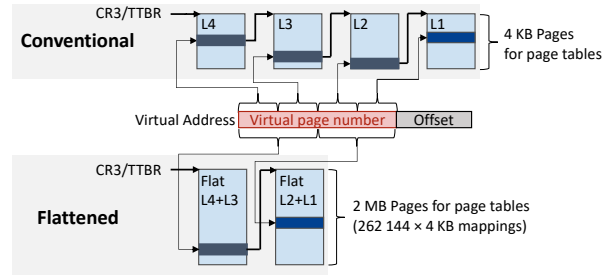 CR3/TTBR
L4
L3
L2
L1
Conventional
4 KB Pages
for page tables
Virtual Address
Virtual page number
Offset
CR3/TTBR
Flat
L4+L3
Flat
L2+L1
Flattened
2 MB Pages for page tables
(262 144 × 4 KB mappings)